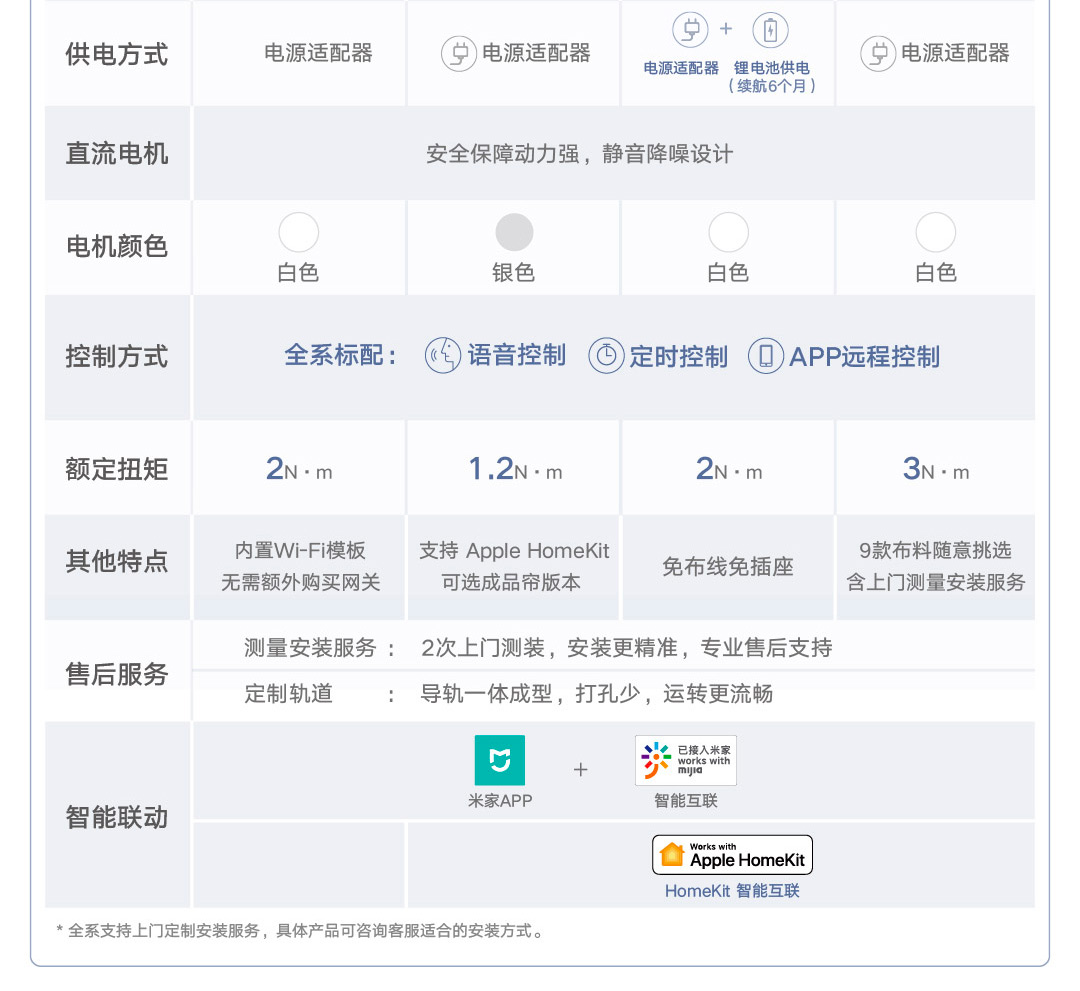 供电方式
电源适配器
电源适配器
+
电源适配器 锂电池供电
(续航6个月)
电源适配器
直流电机
安全保障动力强，静音降噪设计
电机颜色
白色
银色
白色
白色
控制方式
全系标配： 语音控制 定时控制 APP远程控制
额定扭矩
2N·m
1.2N·m
2N·m
3N·m
其他特点
内置Wi-Fi模板
无需额外购买网关
支持 Apple HomeKit
可选成品帘版本
免布线免插座
9款布料随意挑选
含上门测量安装服务
售后服务
测量安装服务： 2次上门测装，安装更精准，专业售后支持
定制轨道： 导轨一体成型，打孔少，运转更流畅
智能联动
米家APP
+
已接入米家
works with
mijia
智能互联
Works with
Apple HomeKit
HomeKit 智能互联
* 全系支持上门定制安装服务，具体产品可咨询客服适合的安装方式。